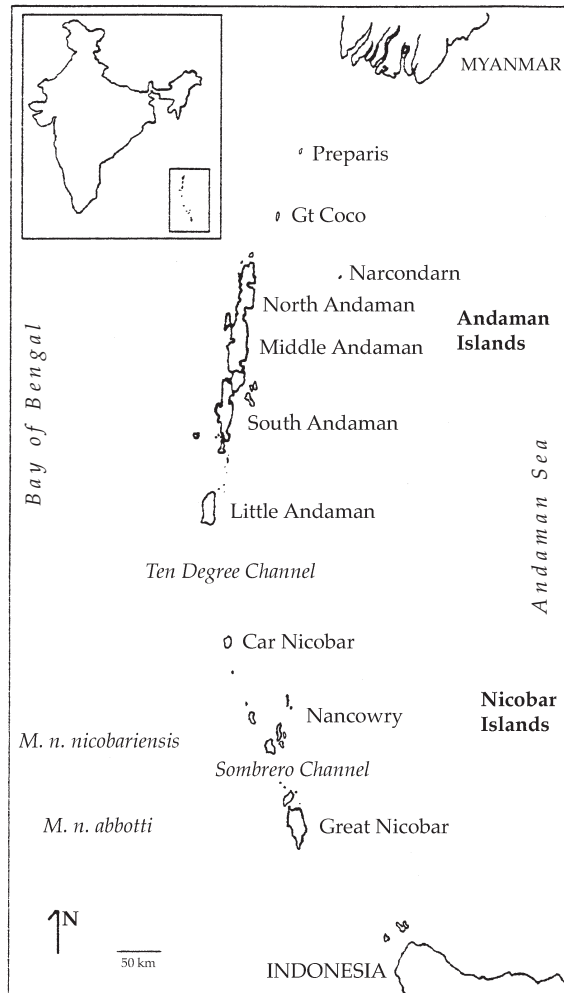 MYANMAR
Preparis
Gt Coco
Narcondarn
North Andaman
Andaman
Islands
Middle Andaman
South Andaman
Bay of Bengal
Little Andaman
Andaman Sea
Ten Degree Channel
Car Nicobar
Nancowry
Nicobar
Islands
M. n. nicobariensis
Sombrero Channel
M. n. abbotti
Great Nicobar
N
50 km
INDONESIA